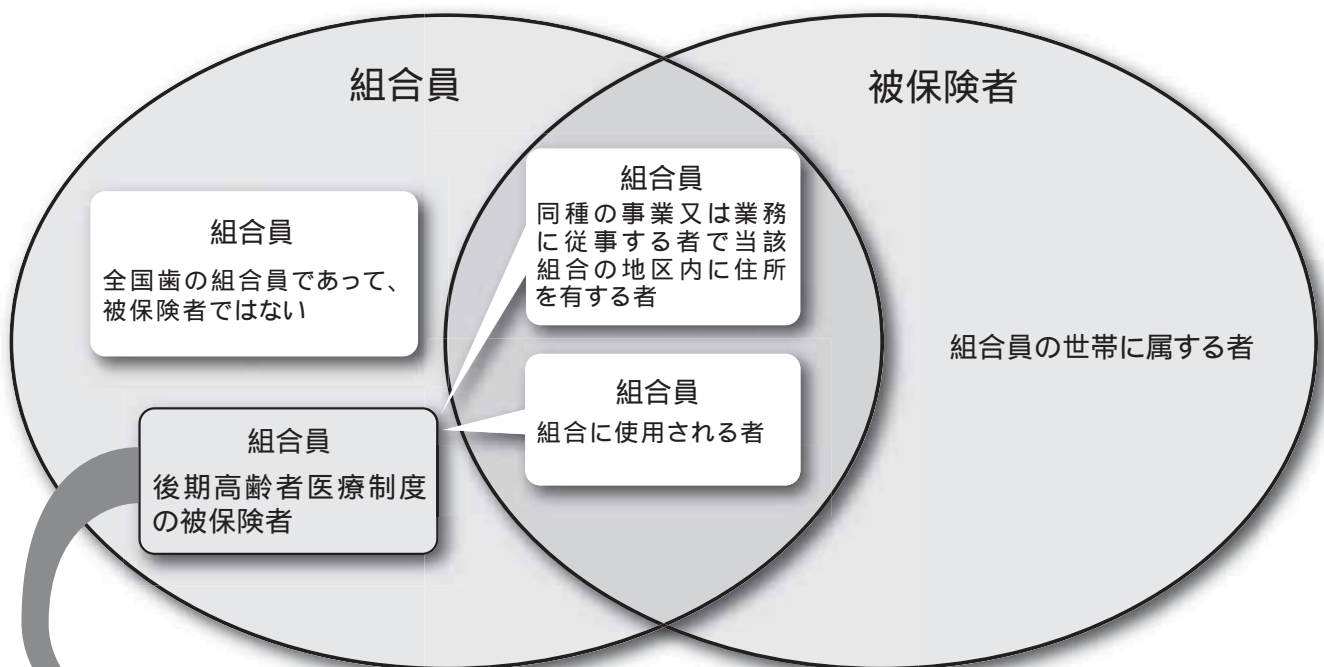 組合員
被保険者
組合員
全国歯の組合員であって、
被保険者ではない
組合員
同種の事業又は業務
に従事する者で当該
組合の地区内に住所
を有する者
組合員の世帯に属する者
組合員
組合に使用される者
組合員
後期高齢者医療制度
の被保険者